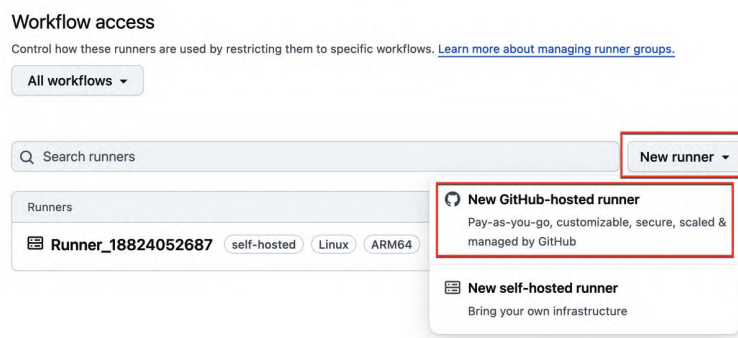 Workflow access
Control how these runners are used by restricting them to specific workflows. Learn more about managing runner groups.
All workflows
Search runners
New runner
Runners
Runner_18824052687 self-hosted Linux ARM64
New GitHub-hosted runner
Pay-as-you-go, customizable, secure, scaled &
managed by GitHub
New self-hosted runner
Bring your own infrastructure